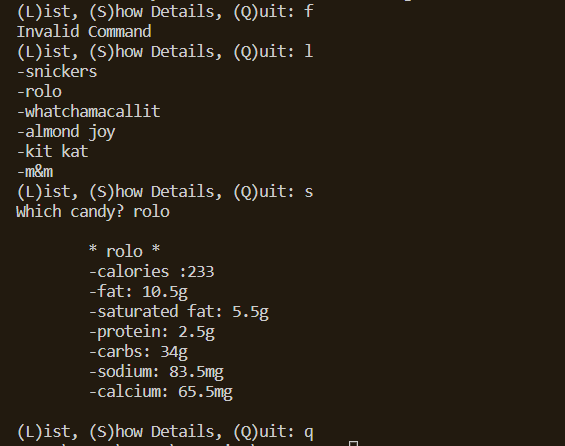 (L)ist, (S)how Details, (Q)uit: f
Invalid Command
(L)ist, (S)how Details, (Q)uit: l
-snickers
-rolo
-whatchamacallit
-almond joy
-kit kat
-m&m
(L)ist, (S)how Details, (Q)uit: s
Which candy? rolo
* rolo *
-calories :233
-fat: 10.5g
-saturated fat: 5.5g
-protein: 2.5g
-carbs: 34g
-sodium: 83.5mg
-calcium: 65.5mg
(L)ist, (S)how Details, (Q)uit: q